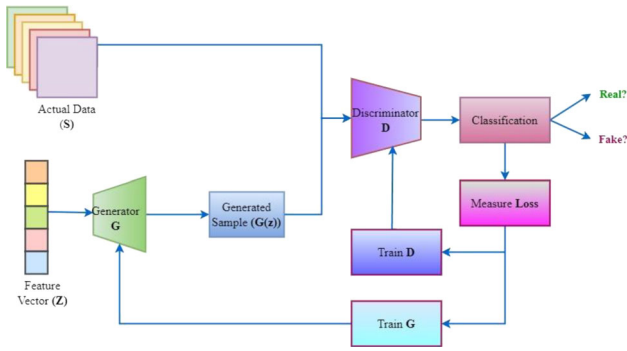 Actual Data
(S)
Discriminator
D
Classification
Real?
Fake?
Generator
G
Generated
Sample (G(z))
Measure Loss
Train D
Feature
Vector (Z)
Train G